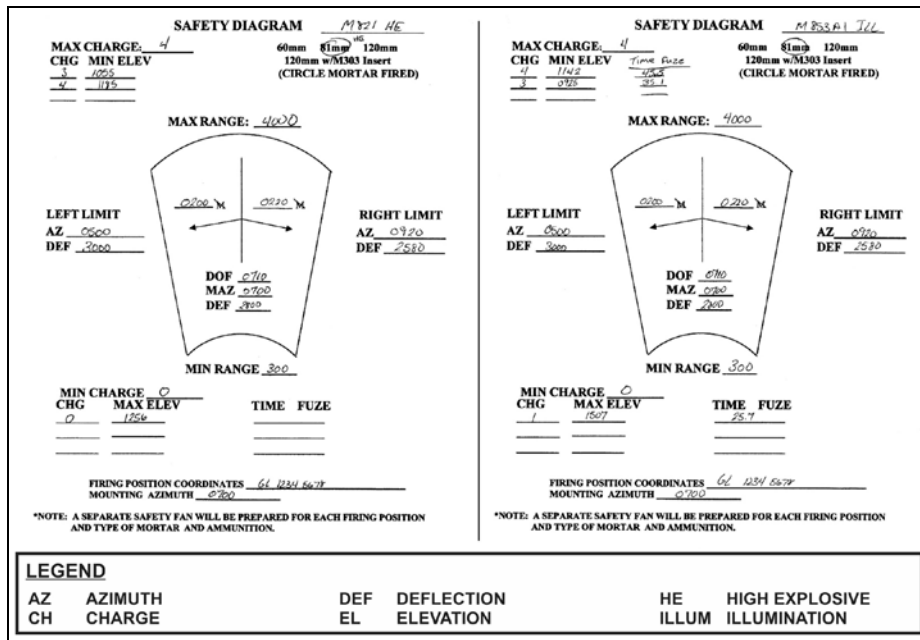 SAFETY DIAGRAM M821 HE
MAX CHARGE: 4
60mm 81mm HE 120mm
120mm w/M303 Insert
(CIRCLE MORTAR FIRED)
CHG MIN ELEV
3 1055
4 1185
MAX RANGE: 4000
0200 M 0220 M
LEFT LIMIT
AZ 0500
DEF 3000
RIGHT LIMIT
AZ 0920
DEF 2580
DOF 0710
MAZ 0700
DEF 2800
MIN RANGE 300
MIN CHARGE 0
CHG MAX ELEV TIME FUZE
0 1256
FIRING POSITION COORDINATES GL 1234 5678
MOUNTING AZIMUTH 0700
*NOTE: A SEPARATE SAFETY FAN WILL BE PREPARED FOR EACH FIRING POSITION
AND TYPE OF MORTAR AND AMMUNITION.
SAFETY DIAGRAM M853A1 ILL
MAX CHARGE: 4
60mm 81mm 120mm
120mm w/M303 Insert
(CIRCLE MORTAR FIRED)
CHG MIN ELEV Time Fuze
4 1142
3 0925 35.1
MAX RANGE: 4000
0200 M 0220 M
LEFT LIMIT
AZ 0500
DEF 3000
RIGHT LIMIT
AZ 0920
DEF 2580
DOF 0710
MAZ 0700
DEF 2800
MIN RANGE 300
MIN CHARGE 0
CHG MAX ELEV TIME FUZE
1 1507 25.7
FIRING POSITION COORDINATES GL 1234 5678
MOUNTING AZIMUTH 0700
*NOTE: A SEPARATE SAFETY FAN WILL BE PREPARED FOR EACH FIRING POSITION
AND TYPE OF MORTAR AND AMMUNITION.
LEGEND
AZ AZIMUTH DEF DEFLECTION HE HIGH EXPLOSIVE
CH CHARGE EL ELEVATION ILLUM ILLUMINATION